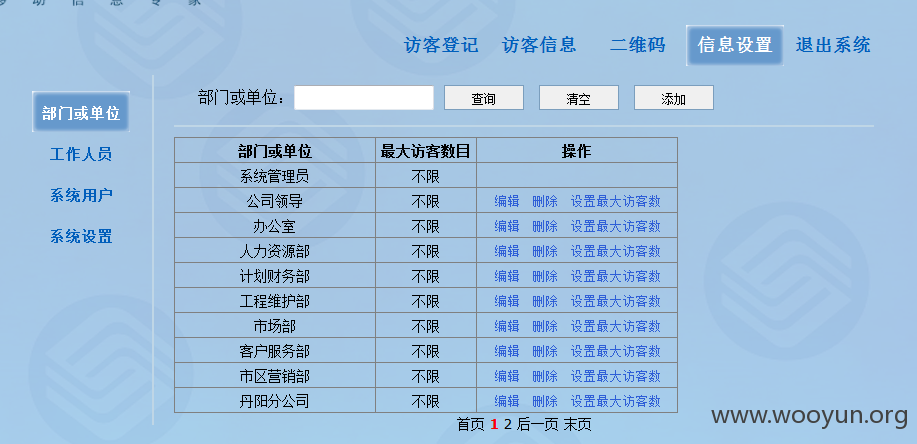 移动信息专家
访客登记 访客信息 二维码 信息设置 退出系统
部门或单位
工作人员
系统用户
系统设置
部门或单位: 查询 清空 添加
部门或单位 最大访客数目 操作
系统管理员 不限
公司领导 不限 编辑 删除 设置最大访客数
办公室 不限 编辑 删除 设置最大访客数
人力资源部 不限 编辑 删除 设置最大访客数
计划财务部 不限 编辑 删除 设置最大访客数
工程维护部 不限 编辑 删除 设置最大访客数
市场部 不限 编辑 删除 设置最大访客数
客户服务部 不限 编辑 删除 设置最大访客数
市区营销部 不限 编辑 删除 设置最大访客数
丹阳分公司 不限 编辑 删除 设置最大访客数
首页 1 2 后一页 末页
www.wooyun.org